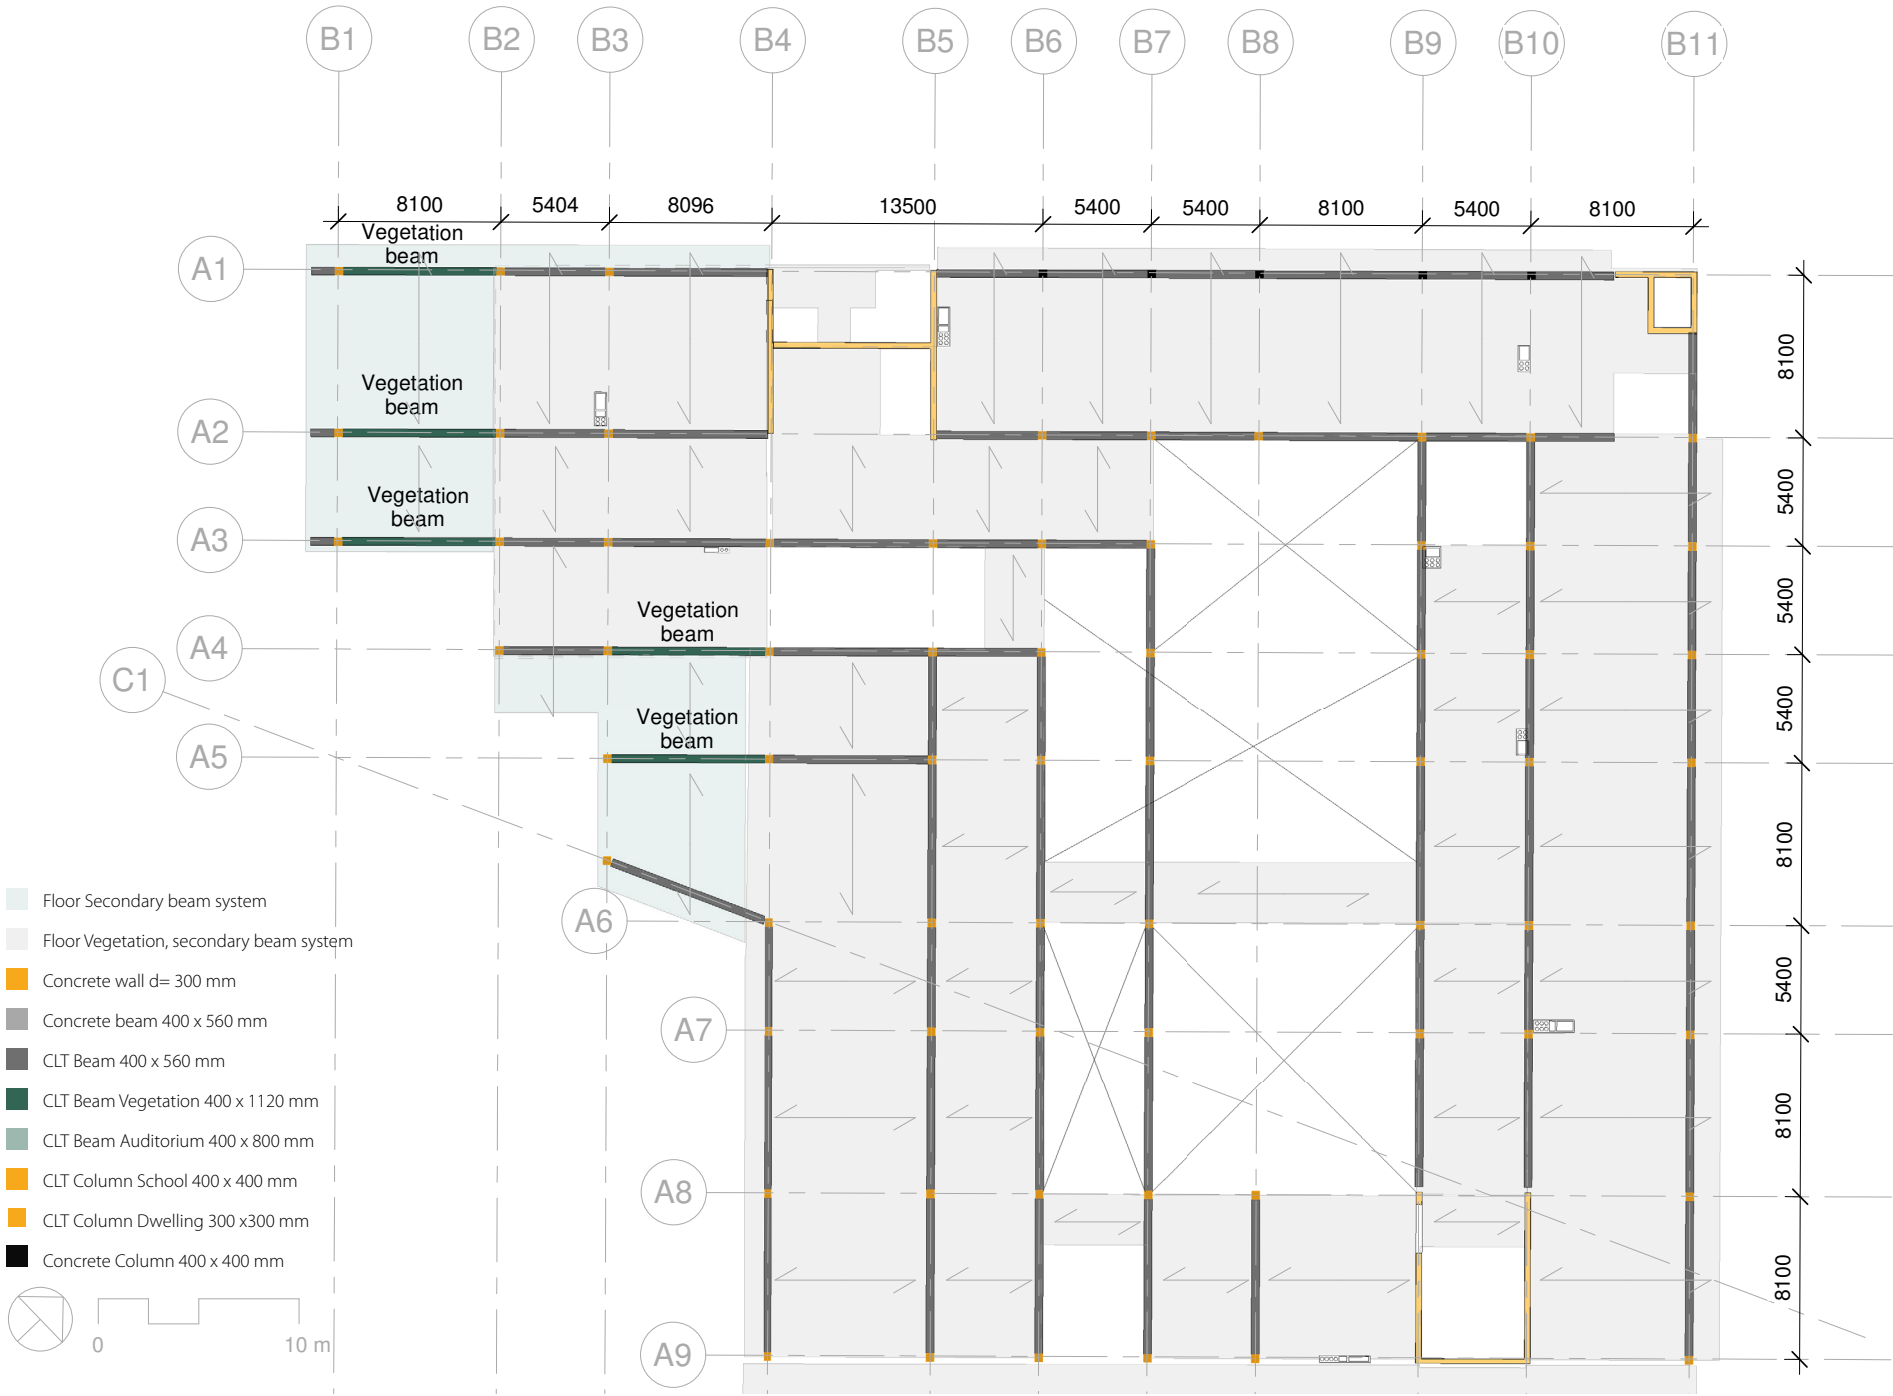 B1 B2 B3 B4 B5 B6 B7 B8 B9 B10 B11
8100 5404 8096 13500 5400 5400 8100 5400 8100
Vegetation
beam
A1
8100
Vegetation
beam
A2
5400
Vegetation
beam
A3
5400
Vegetation
beam
A4
C1
5400
Vegetation
beam
A5
8100
A6
5400
A7
8100
A8
8100
A9
Floor Secondary beam system
Floor Vegetation, secondary beam system
Concrete wall d= 300 mm
Concrete beam 400 x 560 mm
CLT Beam 400 x 560 mm
CLT Beam Vegetation 400 x 1120 mm
CLT Beam Auditorium 400 x 800 mm
CLT Column School 400 x 400 mm
CLT Column Dwelling 300 x300 mm
Concrete Column 400 x 400 mm
0 10 m